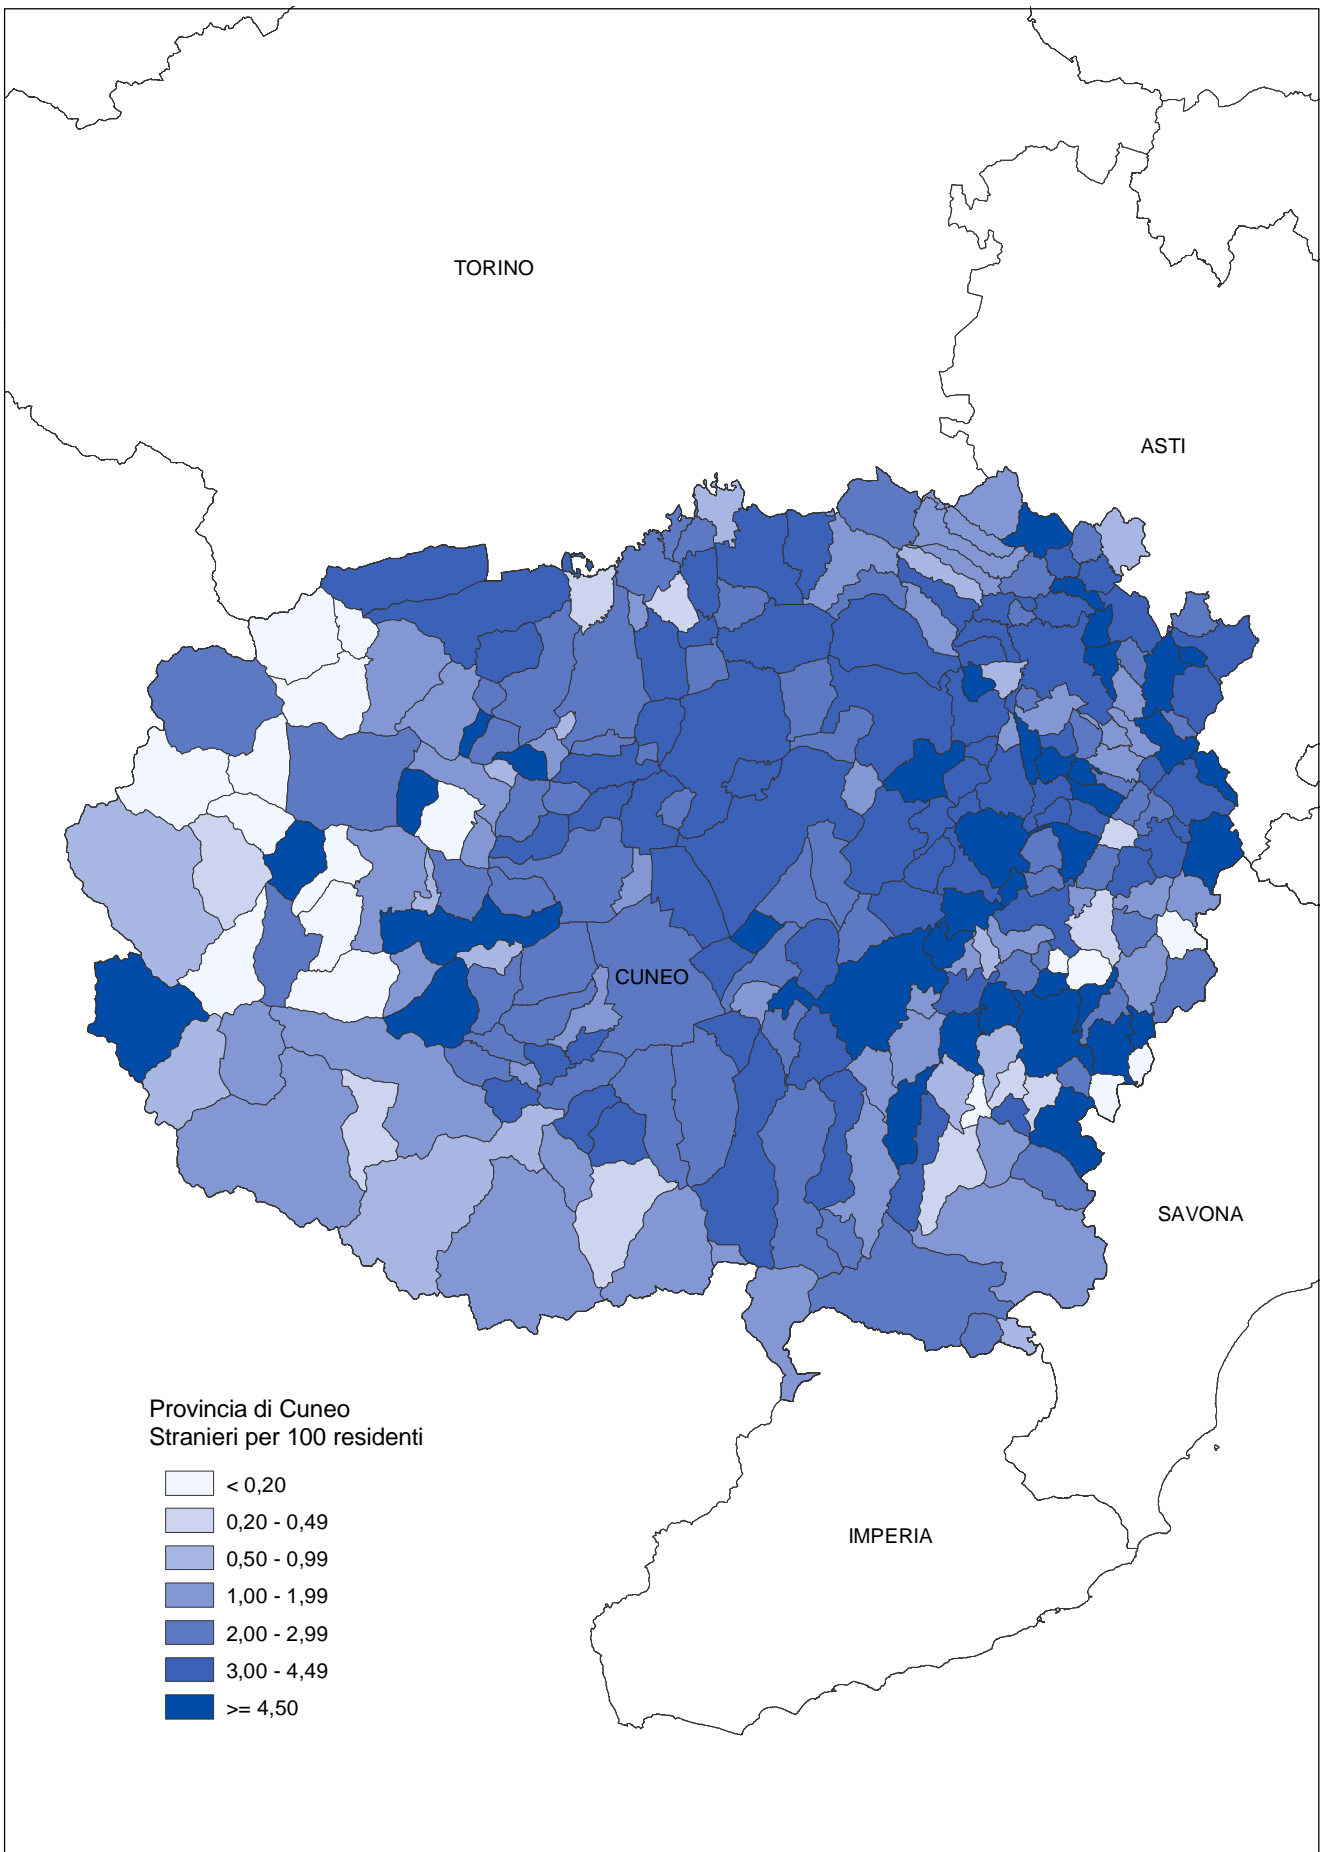 TORINO
ASTI
CUNEO
SAVONA
Provincia di Cuneo
Stranieri per 100 residenti
< 0,20
0,20 - 0,49
0,50 - 0,99
1,00 - 1,99
2,00 - 2,99
3,00 - 4,49
>= 4,50
IMPERIA